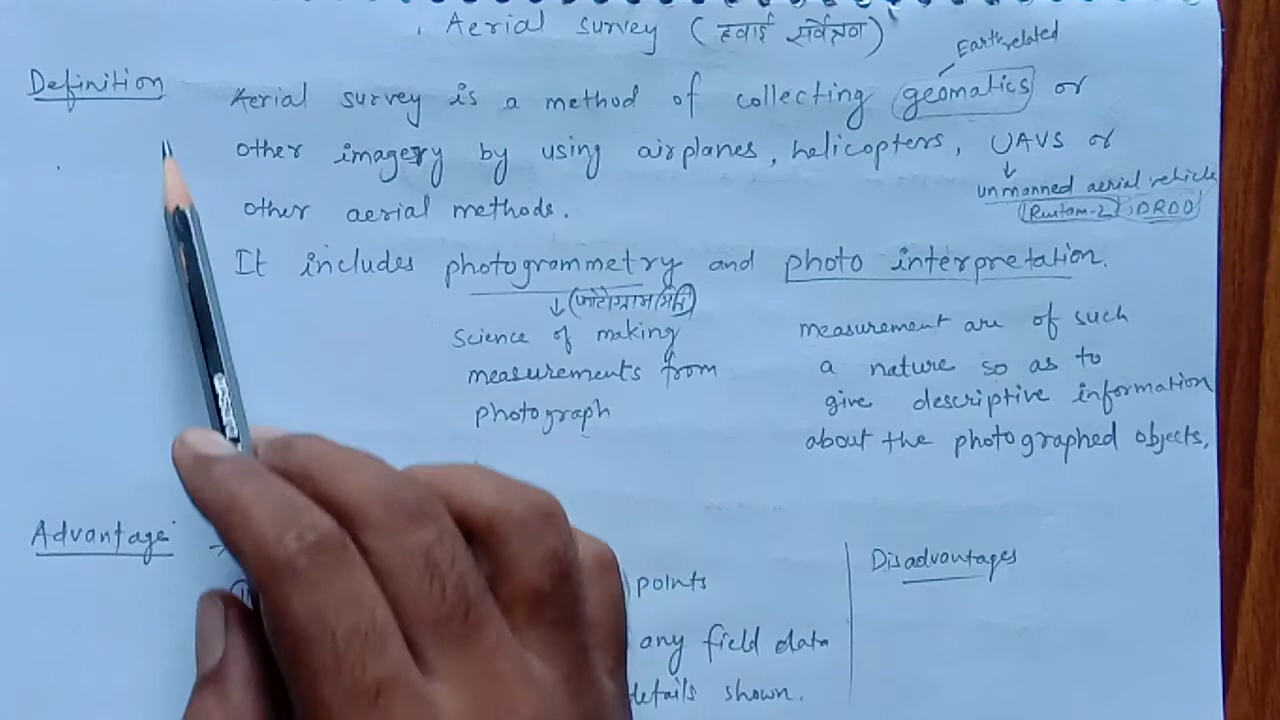 Aerial survey (हवाई सर्वेक्षण)
Earth related
Definition Aerial survey is a method of collecting geomatics or
other imagery by using airplanes, helicopters, UAVS or
unmanned aerial vehicle
other aerial methods.
(Rustom-2), DRDO
It includes photogrammetry and photo interpretation.
(फोटोग्राममिति)
science of making
measurements from
photograph
measurement are of such
a nature so as to
give descriptive information
about the photographed objects,
Advantage
points
any field data
details shown.
Disadvantages